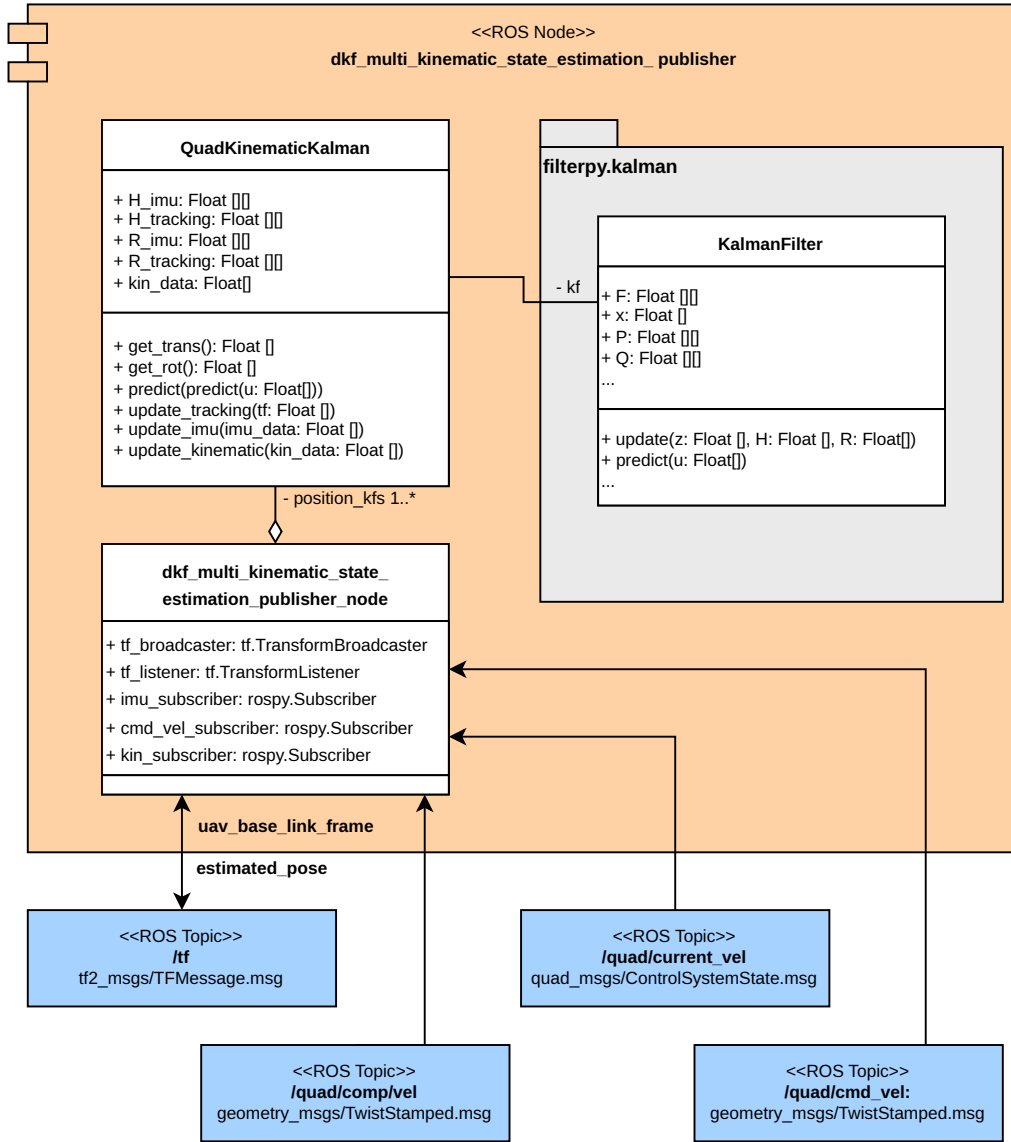 <<ROS Node>>
dkf_multi_kinematic_state_estimation_ publisher
QuadKinematicKalman
+ H_imu: Float [][]
+ H_tracking: Float [][]
+ R_imu: Float [][]
+ R_tracking: Float [][]
+ kin_data: Float[]
+ get_trans(): Float []
+ get_rot(): Float []
+ predict(predict(u: Float[]))
+ update_tracking(tf: Float [])
+ update_imu(imu_data: Float [])
+ update_kinematic(kin_data: Float [])
filterpy.kalman
- kf
KalmanFilter
+ F: Float [][]
+ x: Float []
+ P: Float [][]
+ Q: Float [][]
...
+ update(z: Float [], H: Float [], R: Float[])
+ predict(u: Float[])
...
- position_kfs 1..*
dkf_multi_kinematic_state_
estimation_publisher_node
+ tf_broadcaster: tf.TransformBroadcaster
+ tf_listener: tf.TransformListener
+ imu_subscriber: rospy.Subscriber
+ cmd_vel_subscriber: rospy.Subscriber
+ kin_subscriber: rospy.Subscriber
uav_base_link_frame
estimated_pose
<<ROS Topic>>
/tf
tf2_msgs/TFMessage.msg
<<ROS Topic>>
/quad/current_vel
quad_msgs/ControlSystemState.msg
<<ROS Topic>>
/quad/comp/vel
geometry_msgs/TwistStamped.msg
<<ROS Topic>>
/quad/cmd_vel:
geometry_msgs/TwistStamped.msg